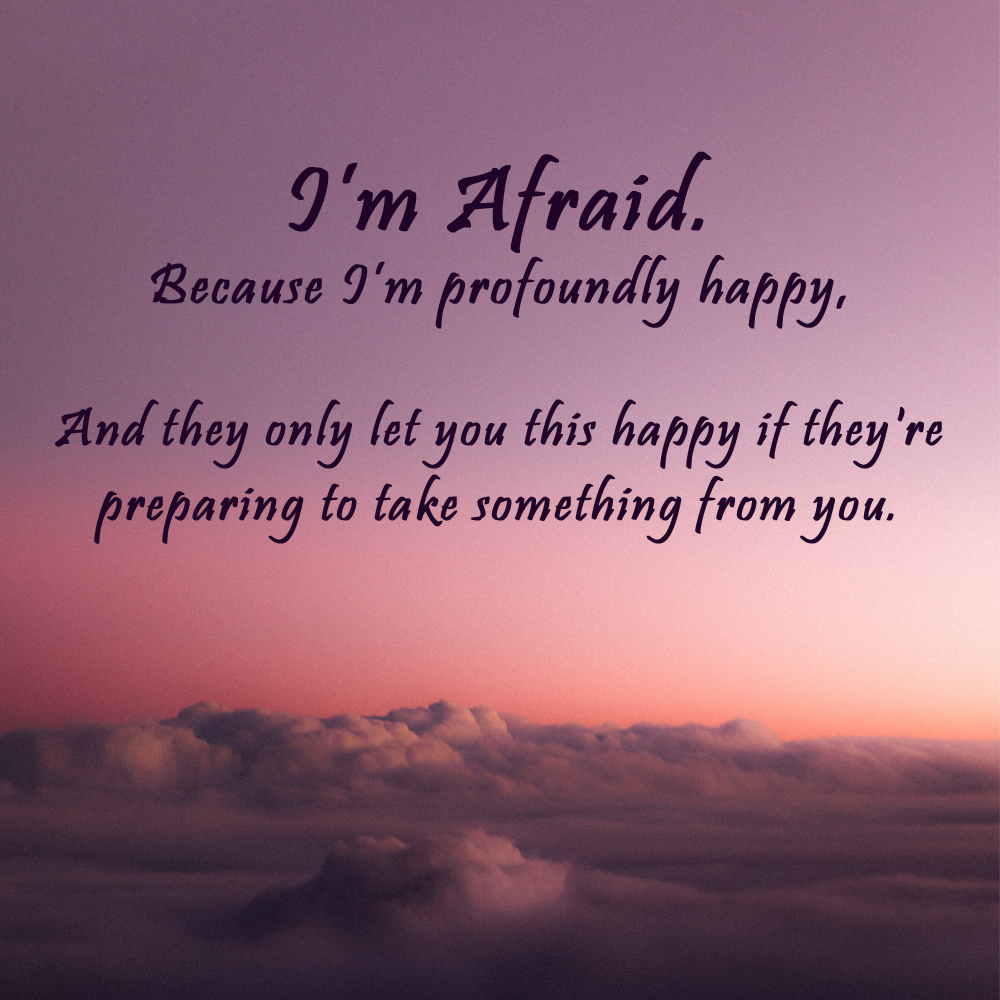 I'm Afraid.
Because I'm profoundly happy,
And they only let you this happy if they're
preparing to take something from you.